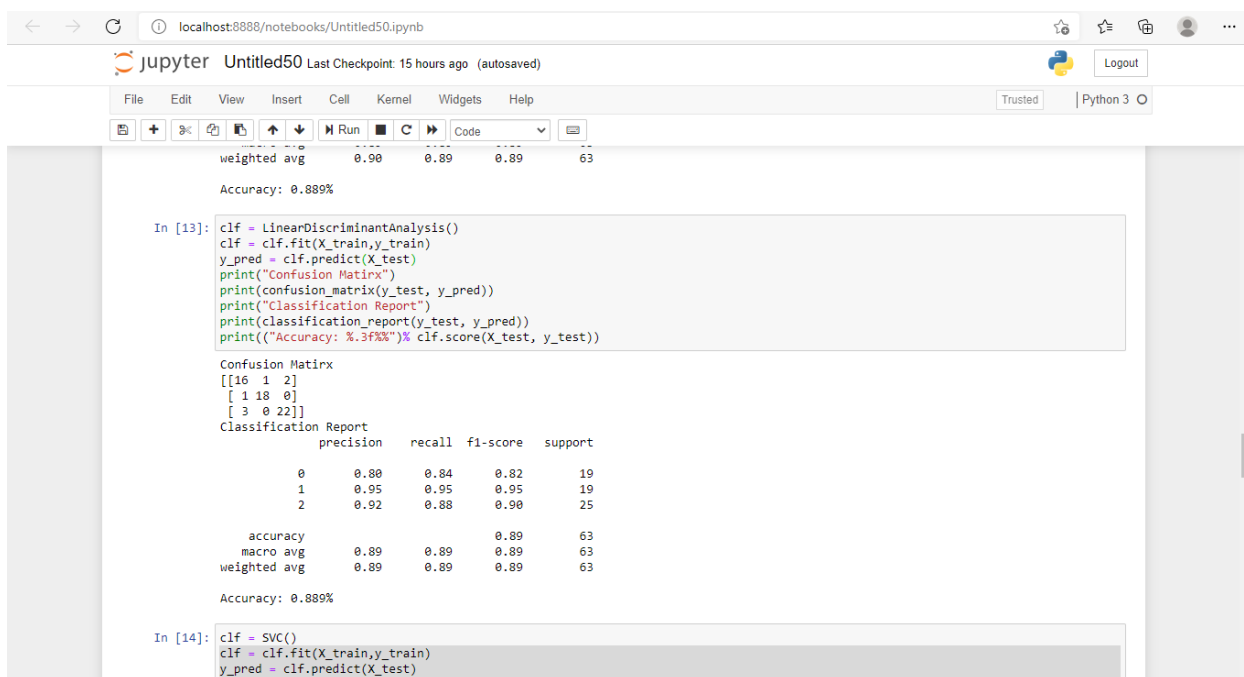 localhost:8888/notebooks/Untitled50.ipynb
jupyter Untitled50 Last Checkpoint: 15 hours ago (autosaved)
Logout
File Edit View Insert Cell Kernel Widgets Help
Trusted
Python 3
Run
Code
weighted avg 0.90 0.89 0.89 63
Accuracy: 0.889%
In [13]: clf = LinearDiscriminantAnalysis()
clf = clf.fit(X_train,y_train)
y_pred = clf.predict(X_test)
print("Confusion Matirx")
print(confusion_matrix(y_test, y_pred))
print("Classification Report")
print(classification_report(y_test, y_pred))
print(("Accuracy: %.3f%%")% clf.score(X_test, y_test))
Confusion Matirx
[[16 1 2]
[ 1 18 0]
[ 3 0 22]]
Classification Report
precision recall f1-score support
0 0.80 0.84 0.82 19
1 0.95 0.95 0.95 19
2 0.92 0.88 0.90 25
accuracy 0.89 63
macro avg 0.89 0.89 0.89 63
weighted avg 0.89 0.89 0.89 63
Accuracy: 0.889%
In [14]: clf = SVC()
clf = clf.fit(X_train,y_train)
y_pred = clf.predict(X_test)